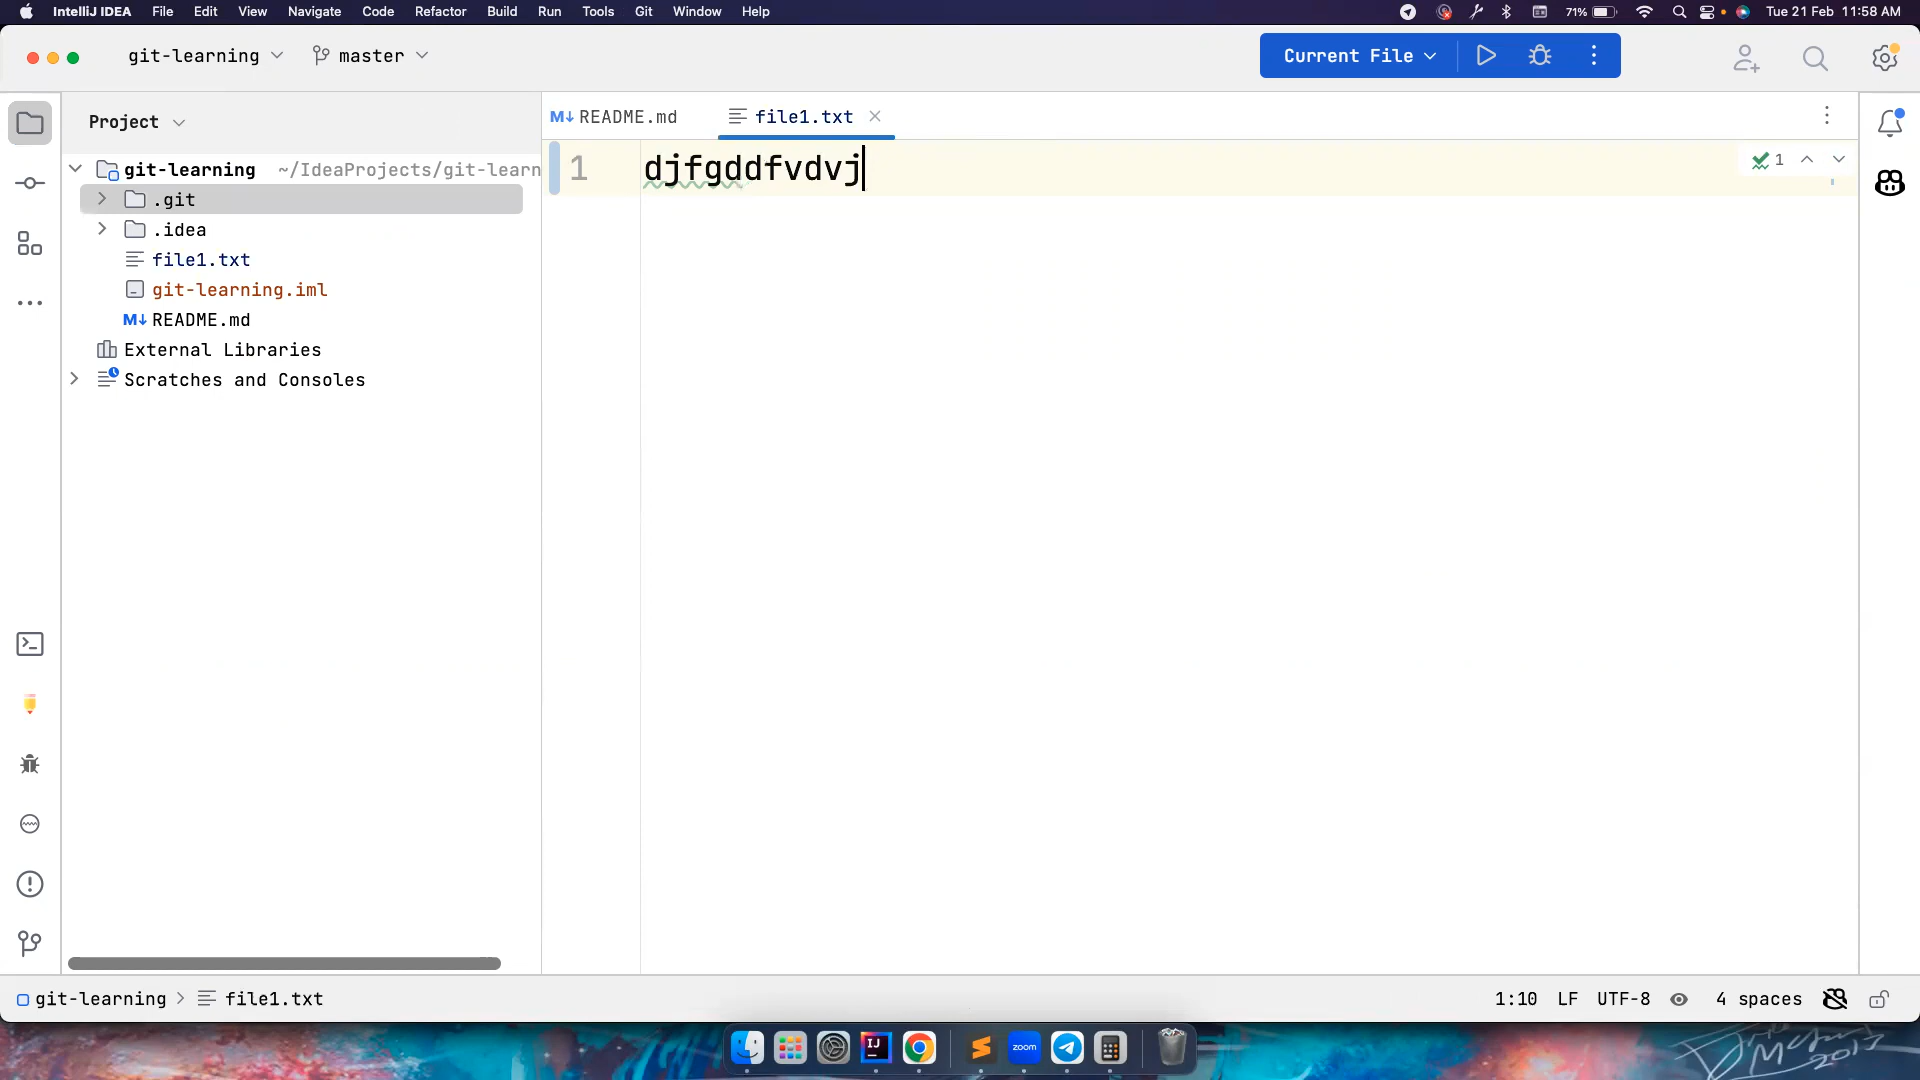 IntelliJ IDEA File Edit View Navigate Code Refactor Build Run Tools Git Window Help 71% Tue 21 Feb 11:58 AM
git-learning master Current File
Project M↓ README.md file1.txt
git-learning ~/IdeaProjects/git-learn
1 djfgddfvdvj 1
.git
.idea
file1.txt
git-learning.iml
M↓ README.md
External Libraries
Scratches and Consoles
git-learning > file1.txt 1:10 LF UTF-8 4 spaces
IJ zoom
2017